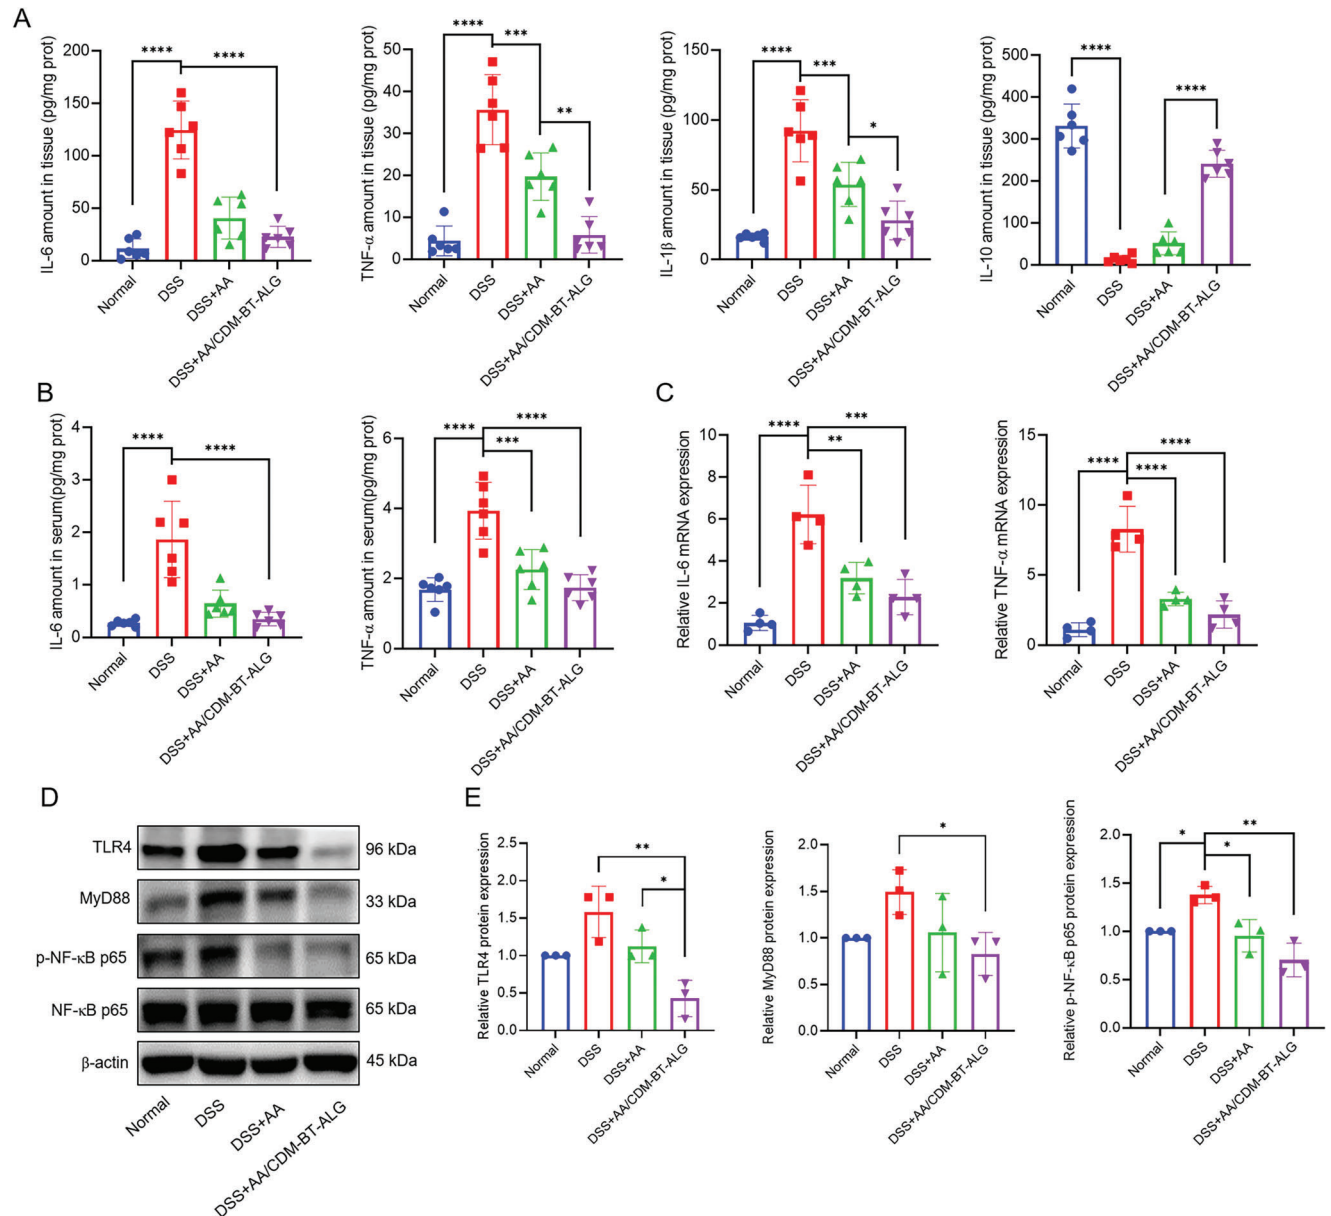 A
IL-6 amount in tissue (pg/mg prot)
200
150
100
50
0
**** ****
Normal
DSS
DSS+AA
DSS+AA/CDM-BT-ALG
TNF-α amount in tissue (pg/mg prot)
50
40
30
20
10
0
**** ***
**
Normal
DSS
DSS+AA
DSS+AA/CDM-BT-ALG
IL-1β amount in tissue (pg/mg prot)
150
100
50
0
**** ***
*
Normal
DSS
DSS+AA
DSS+AA/CDM-BT-ALG
IL-10 amount in tissue (pg/mg prot)
500
400
300
200
100
0
****
****
Normal
DSS
DSS+AA
DSS+AA/CDM-BT-ALG
B
IL-6 amount in serum(pg/mg prot)
4
3
2
1
0
**** ****
Normal
DSS
DSS+AA
DSS+AA/CDM-BT-ALG
TNF-α amount in serum(pg/mg prot)
6
4
2
0
****
**** ***
Normal
DSS
DSS+AA
DSS+AA/CDM-BT-ALG
C
Relative IL-6 mRNA expression
10
8
6
4
2
0
***
**** **
Normal
DSS
DSS+AA
DSS+AA/CDM-BT-ALG
Relative TNF-α mRNA expression
15
10
5
0
****
**** ****
Normal
DSS
DSS+AA
DSS+AA/CDM-BT-ALG
D
TLR4 96 kDa
MyD88 33 kDa
p-NF-κB p65 65 kDa
NF-κB p65 65 kDa
β-actin 45 kDa
Normal
DSS
DSS+AA
DSS+AA/CDM-BT-ALG
E
Relative TLR4 protein expression
2.5
2.0
1.5
1.0
0.5
0.0
**
*
Normal
DSS
DSS+AA
DSS+AA/CDM-BT-ALG
Relative MyD88 protein expression
2.0
1.5
1.0
0.5
0.0
*
Normal
DSS
DSS+AA
DSS+AA/CDM-BT-ALG
Relative p-NF-κB p65 protein expression
2.0
1.5
1.0
0.5
0.0
**
* *
Normal
DSS
DSS+AA
DSS+AA/CDM-BT-ALG